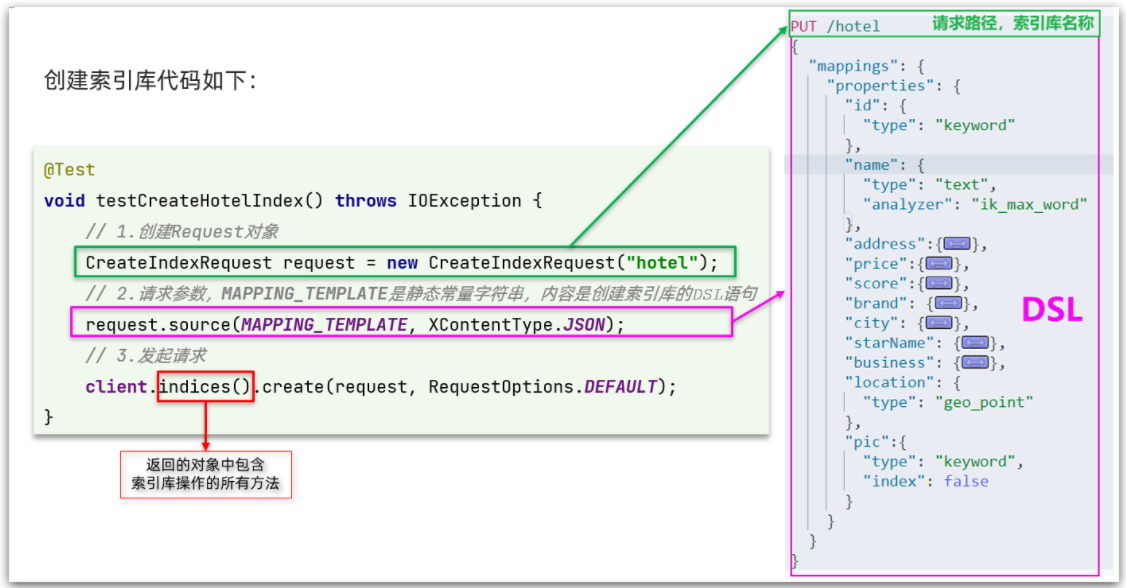 创建索引库代码如下：
@Test
void testCreateHotelIndex() throws IOException {
// 1.创建Request对象
CreateIndexRequest request = new CreateIndexRequest("hotel");
// 2.请求参数，MAPPING_TEMPLATE是静态常量字符串，内容是创建索引库的DSL语句
request.source(MAPPING_TEMPLATE, XContentType.JSON);
// 3.发起请求
client.indices().create(request, RequestOptions.DEFAULT);
}
返回的对象中包含
索引库操作的所有方法
PUT /hotel 请求路径，索引库名称
{
"mappings": {
"properties": {
"id": {
"type": "keyword"
},
"name": {
"type": "text",
"analyzer": "ik_max_word"
},
"address":{},
"price":{},
"score":{},
"brand": {},
"city": {},
"starName": {},
"business": {},
"location": {
"type": "geo_point"
},
"pic":{
"type": "keyword",
"index": false
}
}
}
}
DSL